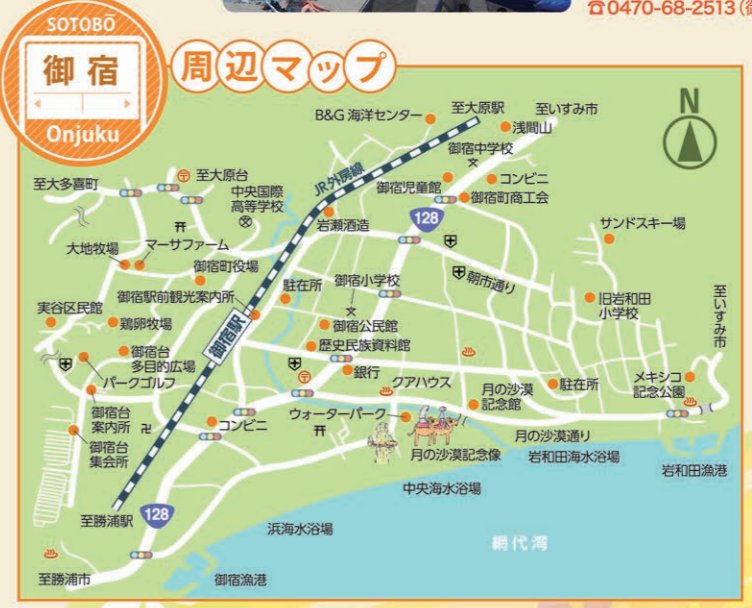 ☎0470-68-2513(御
SOTOBŌ
御宿
Onjuku
周辺マップ
N
B&G 海洋センター
至大原駅
至いすみ市
浅間山
御宿中学校
JR外房線
御宿児童館
コンビニ
御宿町商工会
128
至大多喜町
至大原台
中央国際
高等学校
岩瀬酒造
サンドスキー場
大地牧場
マーサファーム
御宿町役場
駐在所
御宿小学校
朝市通り
御宿駅前観光案内所
旧岩和田
小学校
至いすみ市
実谷区民館
鶏卵牧場
御宿駅
御宿公民館
歴史民族資料館
御宿台
多目的広場
パークゴルフ
銀行
クアハウス
月の沙漠
記念館
駐在所
メキシコ
記念公園
御宿台
案内所
コンビニ
ウォーターパーク
御宿台
集会所
月の沙漠記念像
月の沙漠通り
岩和田海水浴場
岩和田漁港
中央海水浴場
至勝浦駅
128
浜海水浴場
網代湾
至勝浦市
御宿漁港